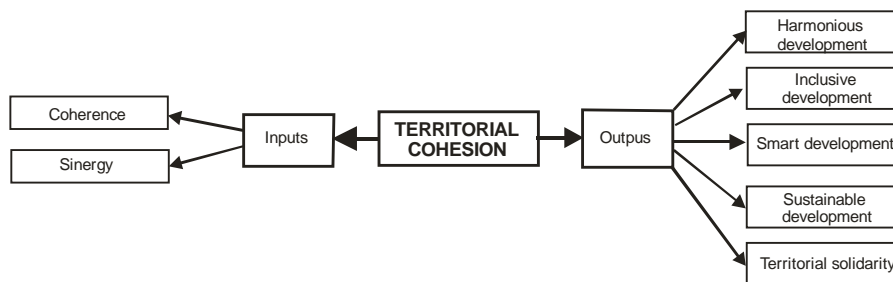 Harmonious
development
Inclusive
development
Coherence
Inputs
TERRITORIAL
COHESION
Outpus
Smart development
Sinergy
Sustainable
development
Territorial solidarity